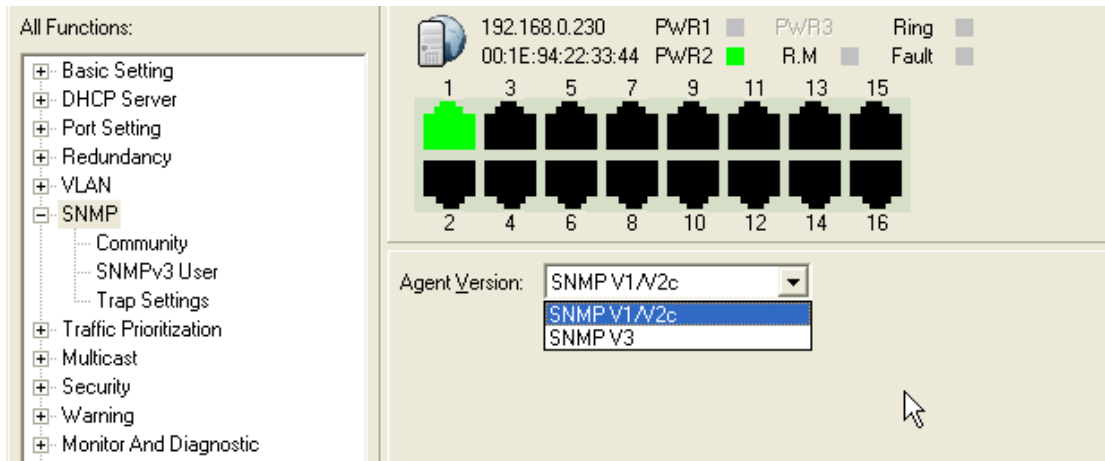 All Functions:
Basic Setting
DHCP Server
Port Setting
Redundancy
VLAN
SNMP
Community
SNMPv3 User
Trap Settings
Traffic Prioritization
Multicast
Security
Warning
Monitor And Diagnostic
192.168.0.230 PWR1 PWR3 Ring
00:1E:94:22:33:44 PWR2 R.M Fault
1 3 5 7 9 11 13 15
2 4 6 8 10 12 14 16
Agent Version: SNMP V1/V2c
SNMP V1/V2c
SNMP V3